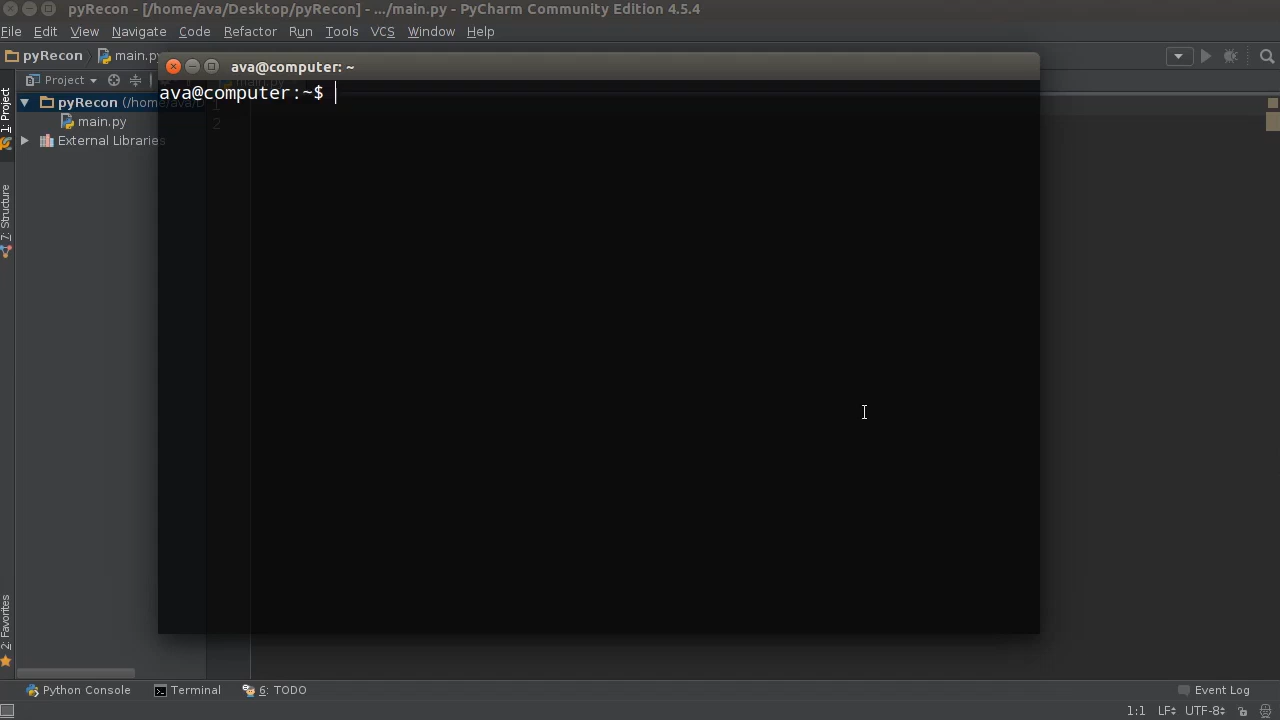 pyRecon - [/home/ava/Desktop/pyRecon] - .../main.py - PyCharm Community Edition 4.5.4
File Edit View Navigate Code Refactor Run Tools VCS Window Help
pyRecon main.py
ava@computer: ~
Project
ava@computer:~$
pyRecon (/home/ava/D
1
main.py
2
External Libraries
1: Project
7: Structure
2: Favorites
Python Console Terminal 6: TODO Event Log
1:1 LF UTF-8